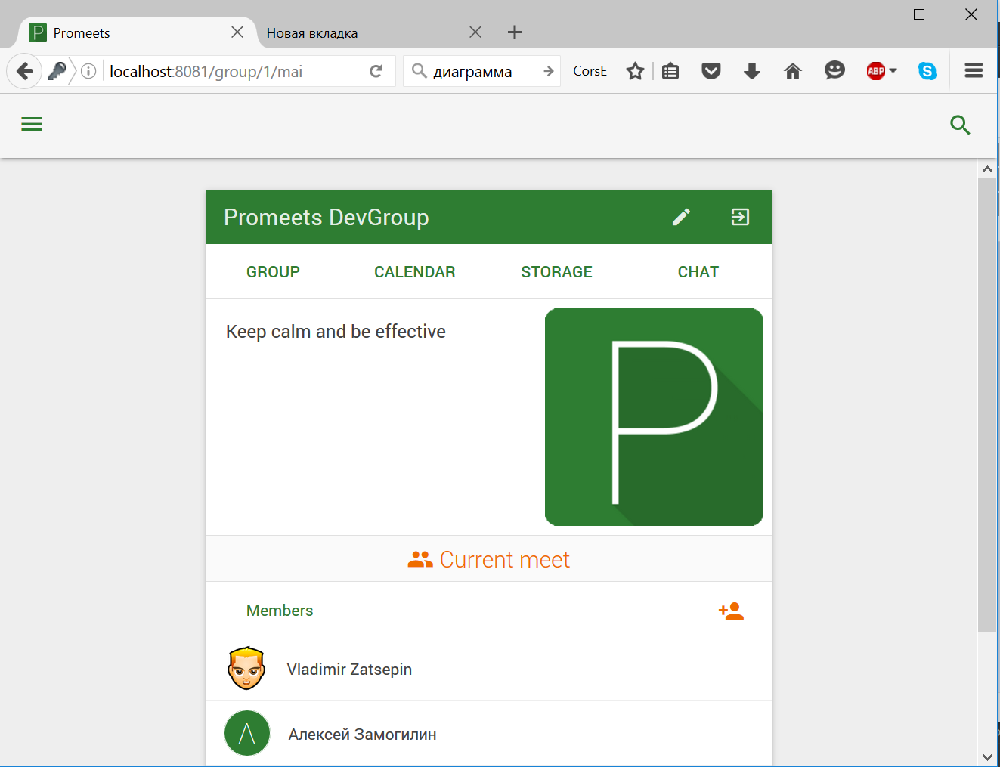 Promeets
Новая вкладка
localhost:8081/group/1/mai
диаграмма
CorsE
ABP
Promeets DevGroup
GROUP CALENDAR STORAGE CHAT
Keep calm and be effective
P
Current meet
Members
Vladimir Zatsepin
А
Алексей Замогилин